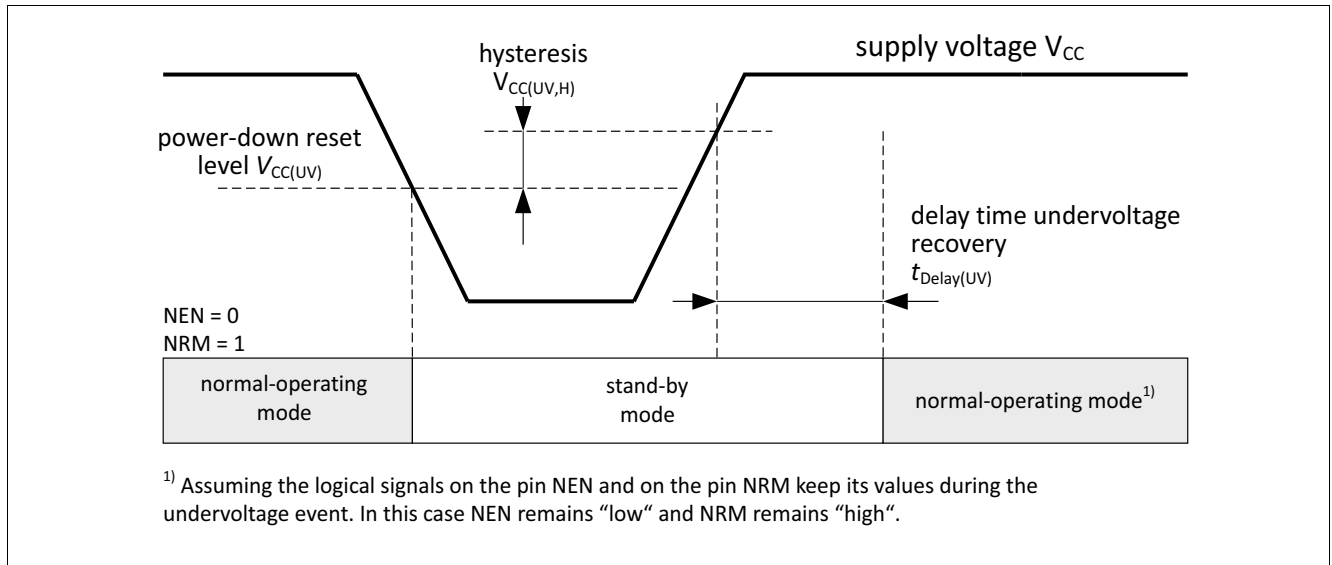 hysteresis
V_CC(UV,H)
supply voltage V_CC
power-down reset
level V_CC(UV)
delay time undervoltage
recovery
t_Delay(UV)
NEN = 0
NRM = 1
normal-operating
mode
stand-by
mode
normal-operating mode¹⁾
¹⁾ Assuming the logical signals on the pin NEN and on the pin NRM keep its values during the
undervoltage event. In this case NEN remains “low“ and NRM remains “high“.